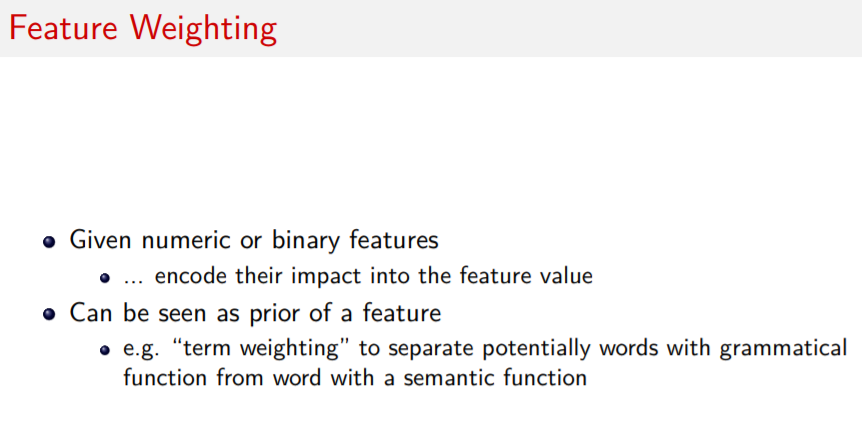 Feature Weighting
Given numeric or binary features
... encode their impact into the feature value
Can be seen as prior of a feature
e.g. “term weighting” to separate potentially words with grammatical
function from word with a semantic function